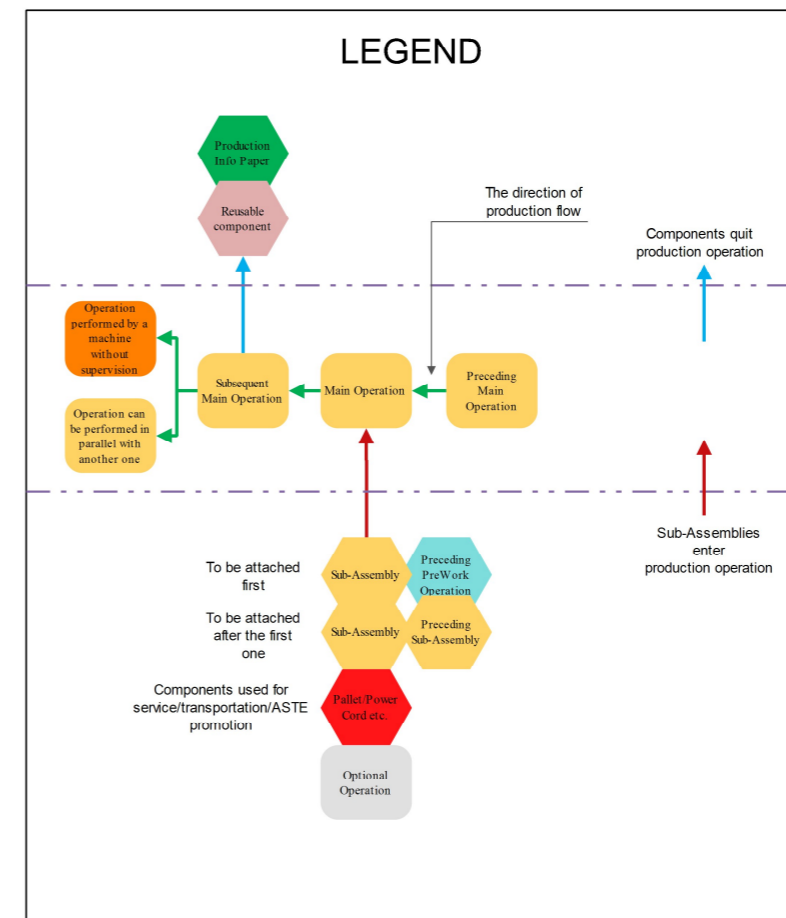 LEGEND
Production
Info Paper
Reusable
component
The direction of
production flow
Components quit
production operation
Operation
performed by a
machine
without
supervision
Subsequent
Main Operation
Main Operation
Preceding
Main
Operation
Operation can
be performed in
parallel with
another one
Sub-Assemblies
enter
production operation
To be attached
first
Sub-Assembly
Preceding
PreWork
Operation
To be attached
after the first
one
Sub-Assembly
Preceding
Sub-Assembly
Components used for
service/transportation/ASTE
promotion
Pallet/Power
Cord etc.
Optional
Operation